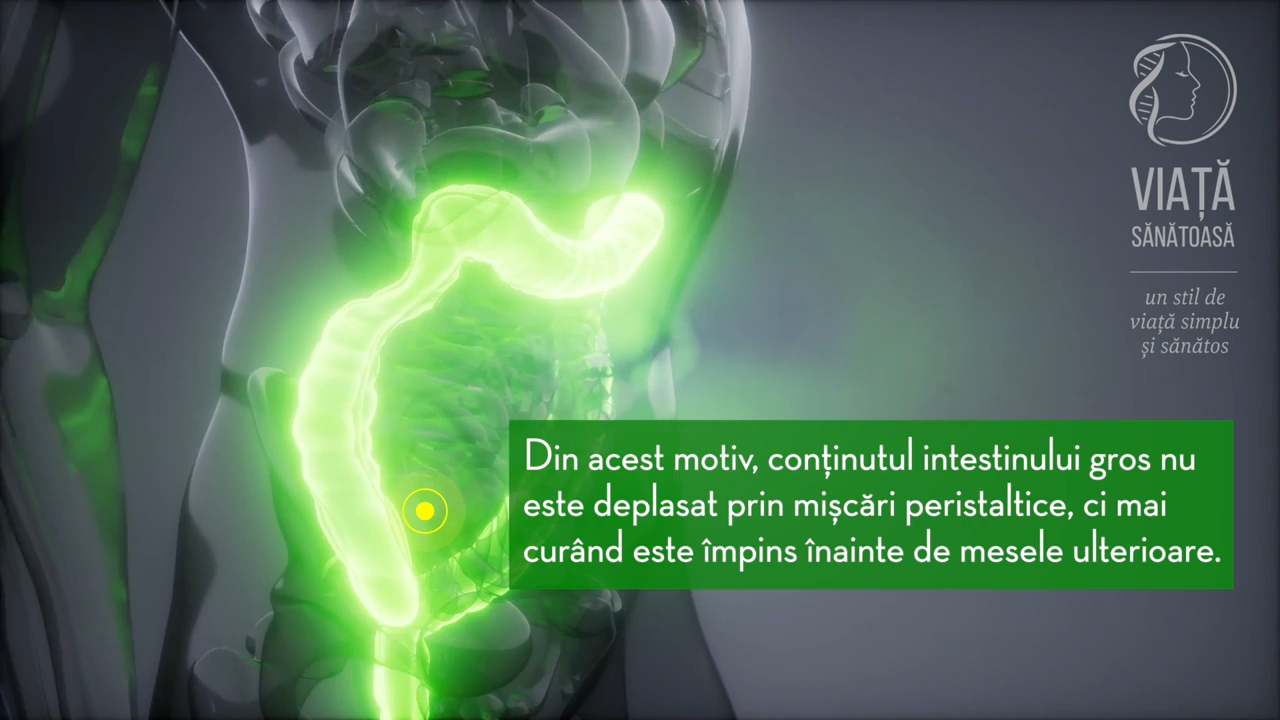 VIAȚĂ
SĂNĂTOASĂ
un stil de
viață simplu
și sănătos
Din acest motiv, conținutul intestinului gros nu
este deplasat prin mișcări peristaltice, ci mai
curând este împins înainte de mesele ulterioare.